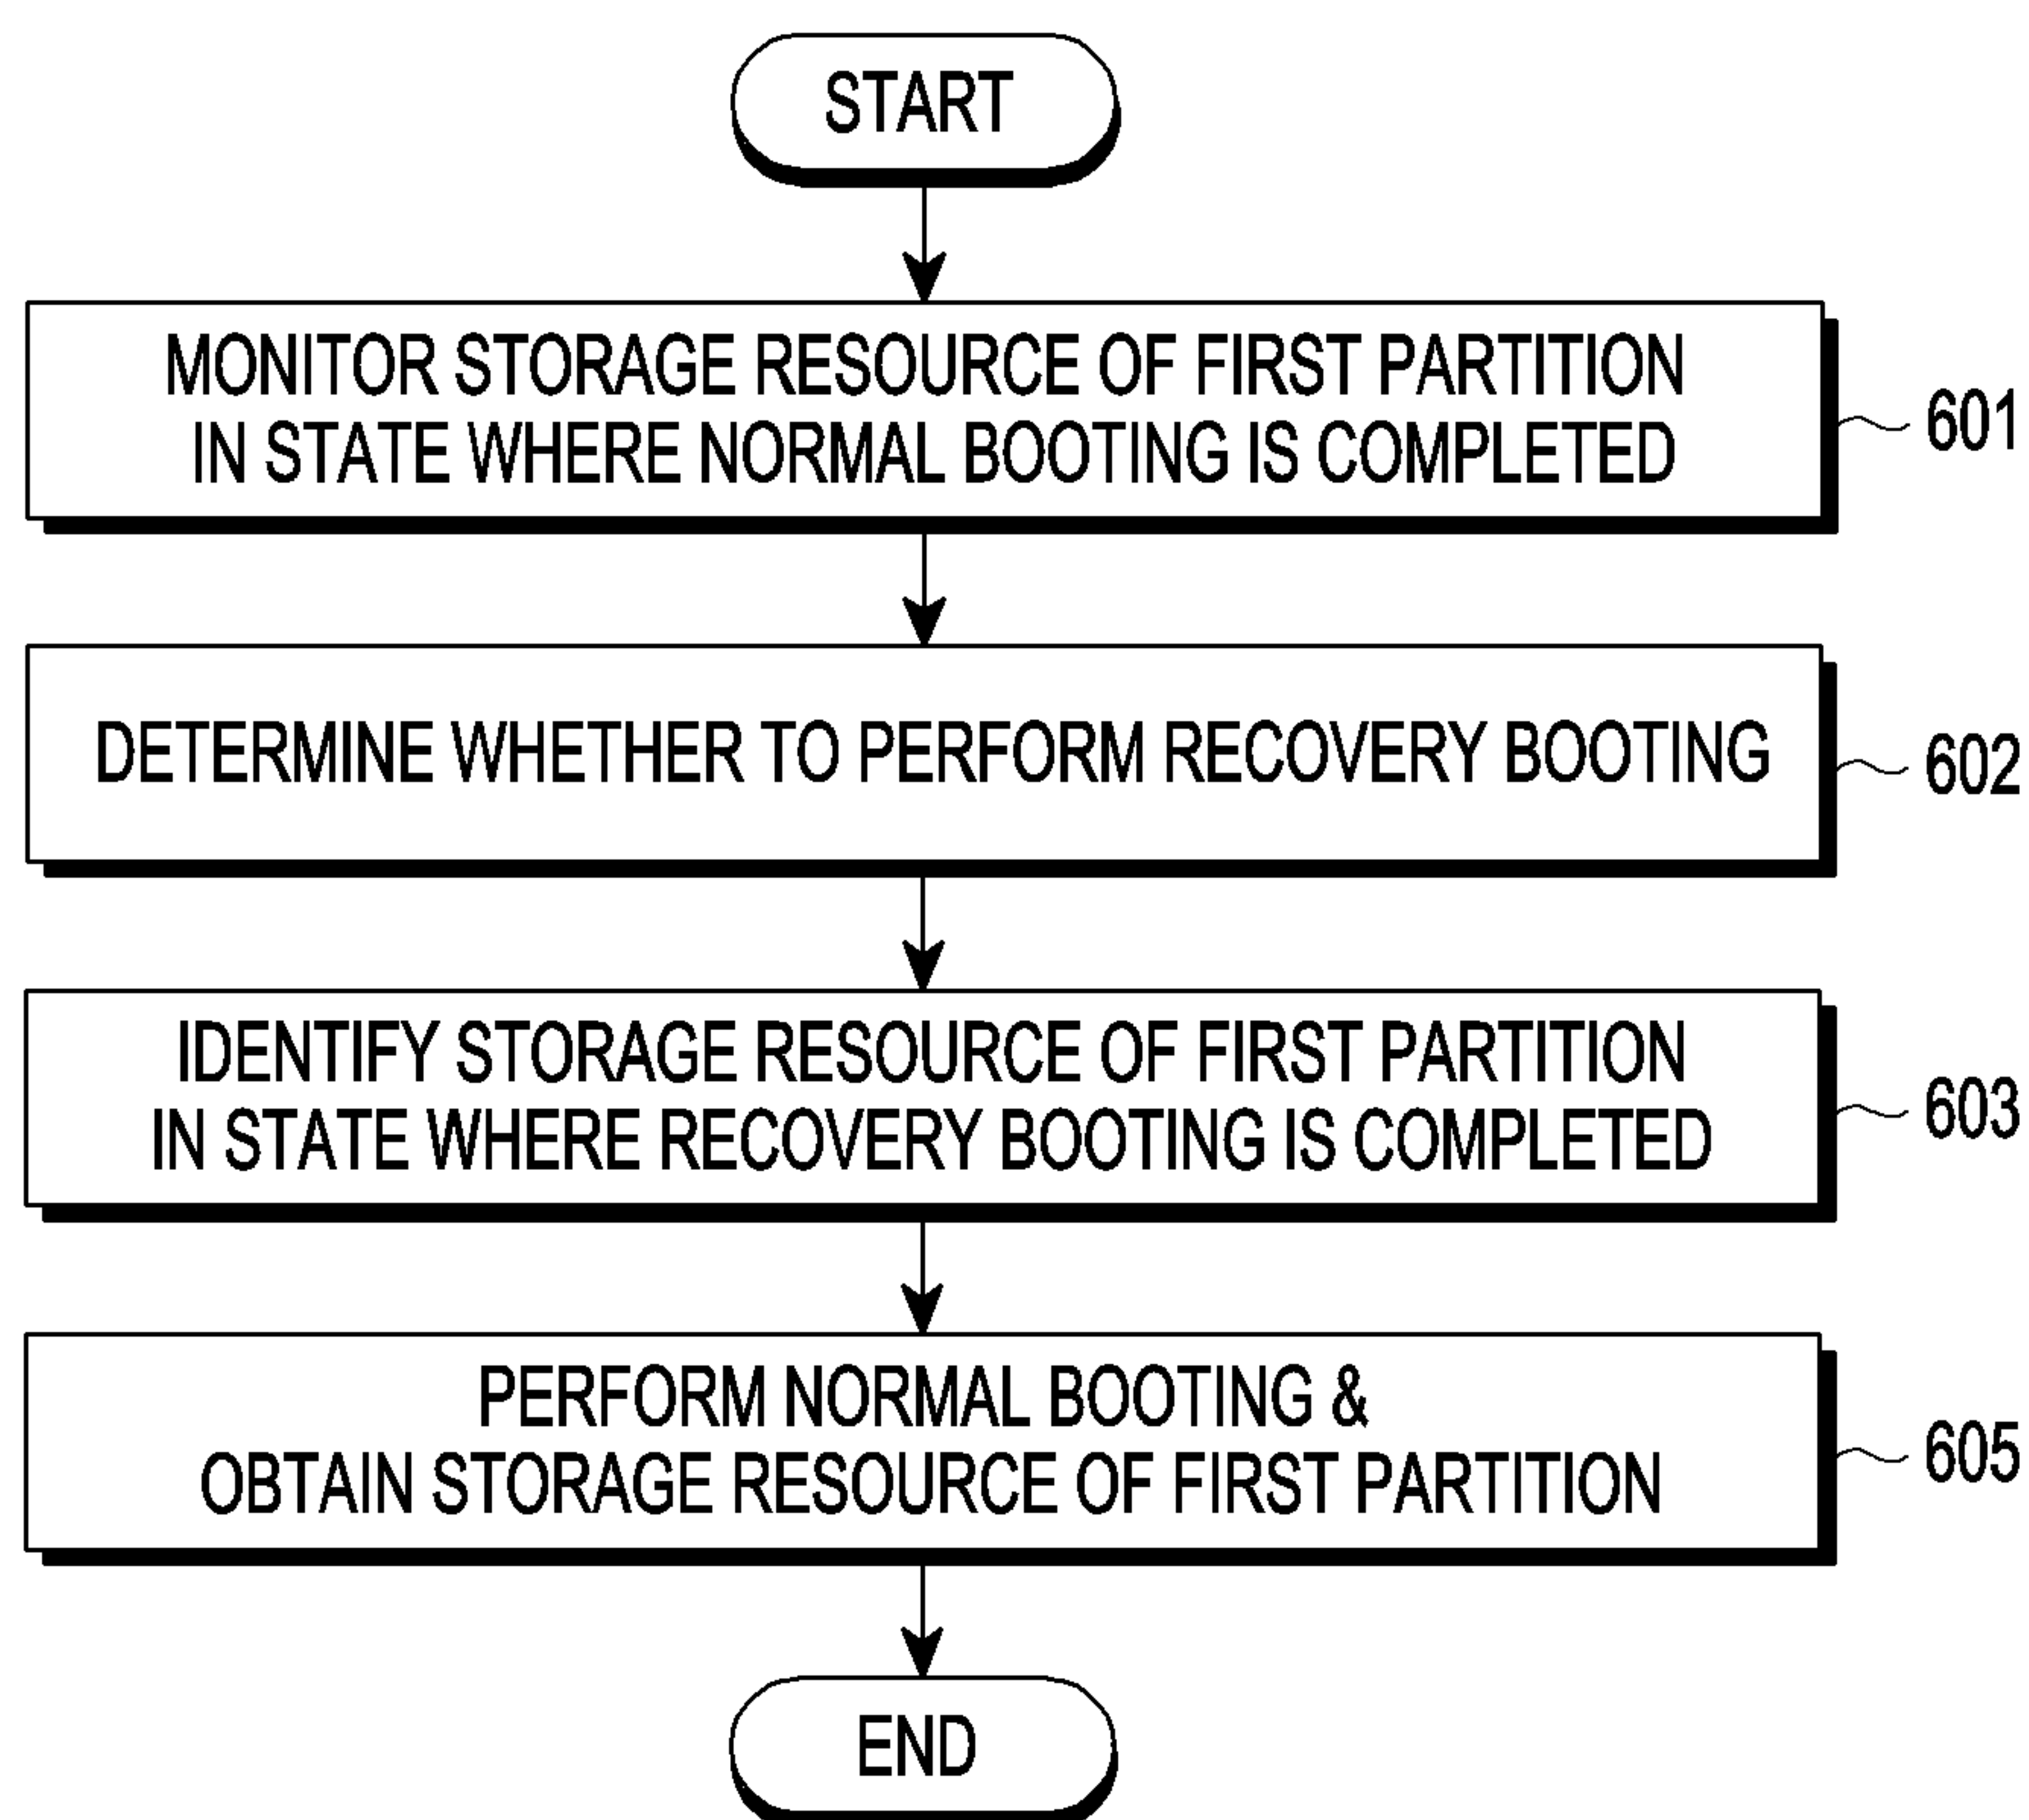 START
MONITOR STORAGE RESOURCE OF FIRST PARTITION
IN STATE WHERE NORMAL BOOTING IS COMPLETED
601
DETERMINE WHETHER TO PERFORM RECOVERY BOOTING
602
IDENTIFY STORAGE RESOURCE OF FIRST PARTITION
IN STATE WHERE RECOVERY BOOTING IS COMPLETED
603
PERFORM NORMAL BOOTING &
OBTAIN STORAGE RESOURCE OF FIRST PARTITION
605
END